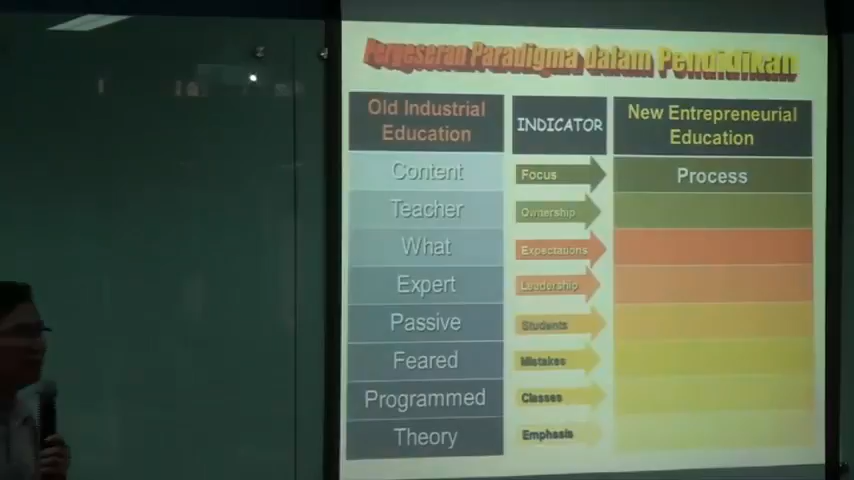 Pergeseran Paradigma dalam Pendidikan
Old Industrial
Education
INDICATOR
New Entrepreneurial
Education
Content
Focus
Process
Teacher
Ownership
What
Expectations
Expert
Leadership
Passive
Students
Feared
Mistakes
Programmed
Classes
Theory
Emphasis